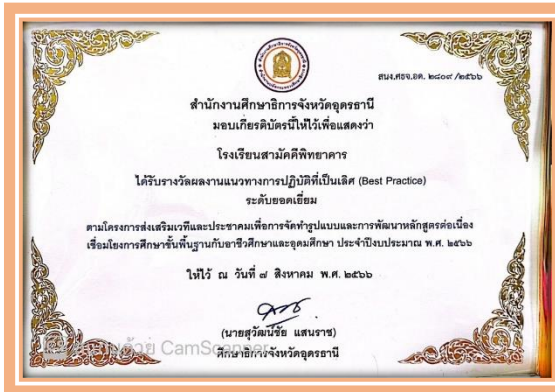 สนง.ศธจ.อด. ๒๘๐๙ /๒๕๖๖
สำนักงานศึกษาธิการจังหวัดอุดรธานี
มอบเกียรติบัตรนี้ให้ไว้เพื่อแสดงว่า
โรงเรียนสามัคคีพิทยาคาร
ได้รับรางวัลผลงานแนวทางการปฏิบัติที่เป็นเลิศ (Best Practice)
ระดับยอดเยี่ยม
ตามโครงการส่งเสริมเวทีและประชาคมเพื่อการจัดทำรูปแบบและการพัฒนาหลักสูตรต่อเนื่อง
เชื่อมโยงการศึกษาขั้นพื้นฐานกับอาชีวศึกษาและอุดมศึกษา ประจำปีงบประมาณ พ.ศ. ๒๕๖๖
ให้ไว้ ณ วันที่ ๗ สิงหาคม พ.ศ. ๒๕๖๖
(นายสุวัฒน์ชัย แสนราช)
CamScanner
ศึกษาธิการจังหวัดอุดรธานี